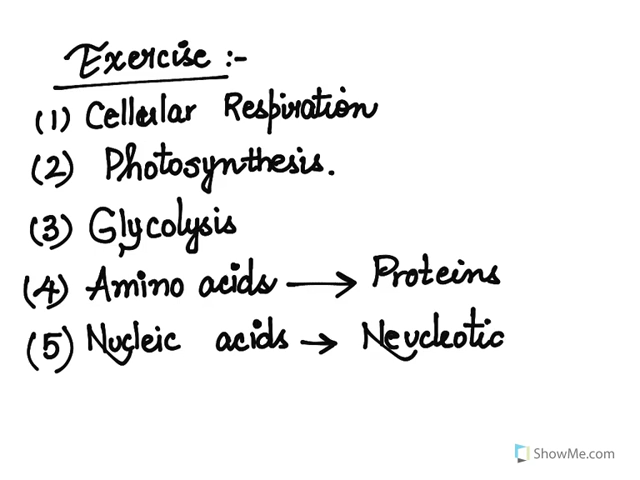 Exercise :-
(1) Cellular Respiration
(2) Photosynthesis.
(3) Glycolysis
(4) Amino acids → Proteins
(5) Nucleic acids → Neucleotic
ShowMe.com